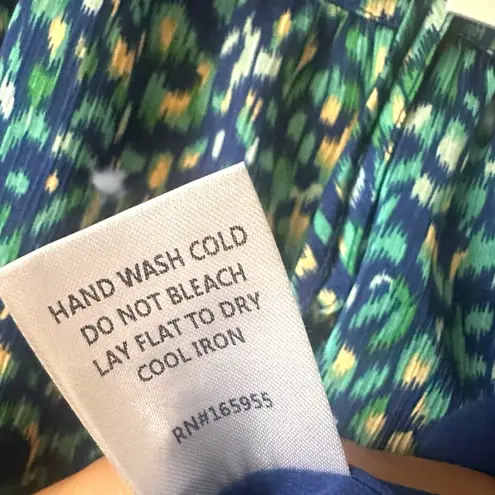 HAND WASH COLD
DO NOT BLEACH
LAY FLAT TO DRY
COOL IRON
RN#165955